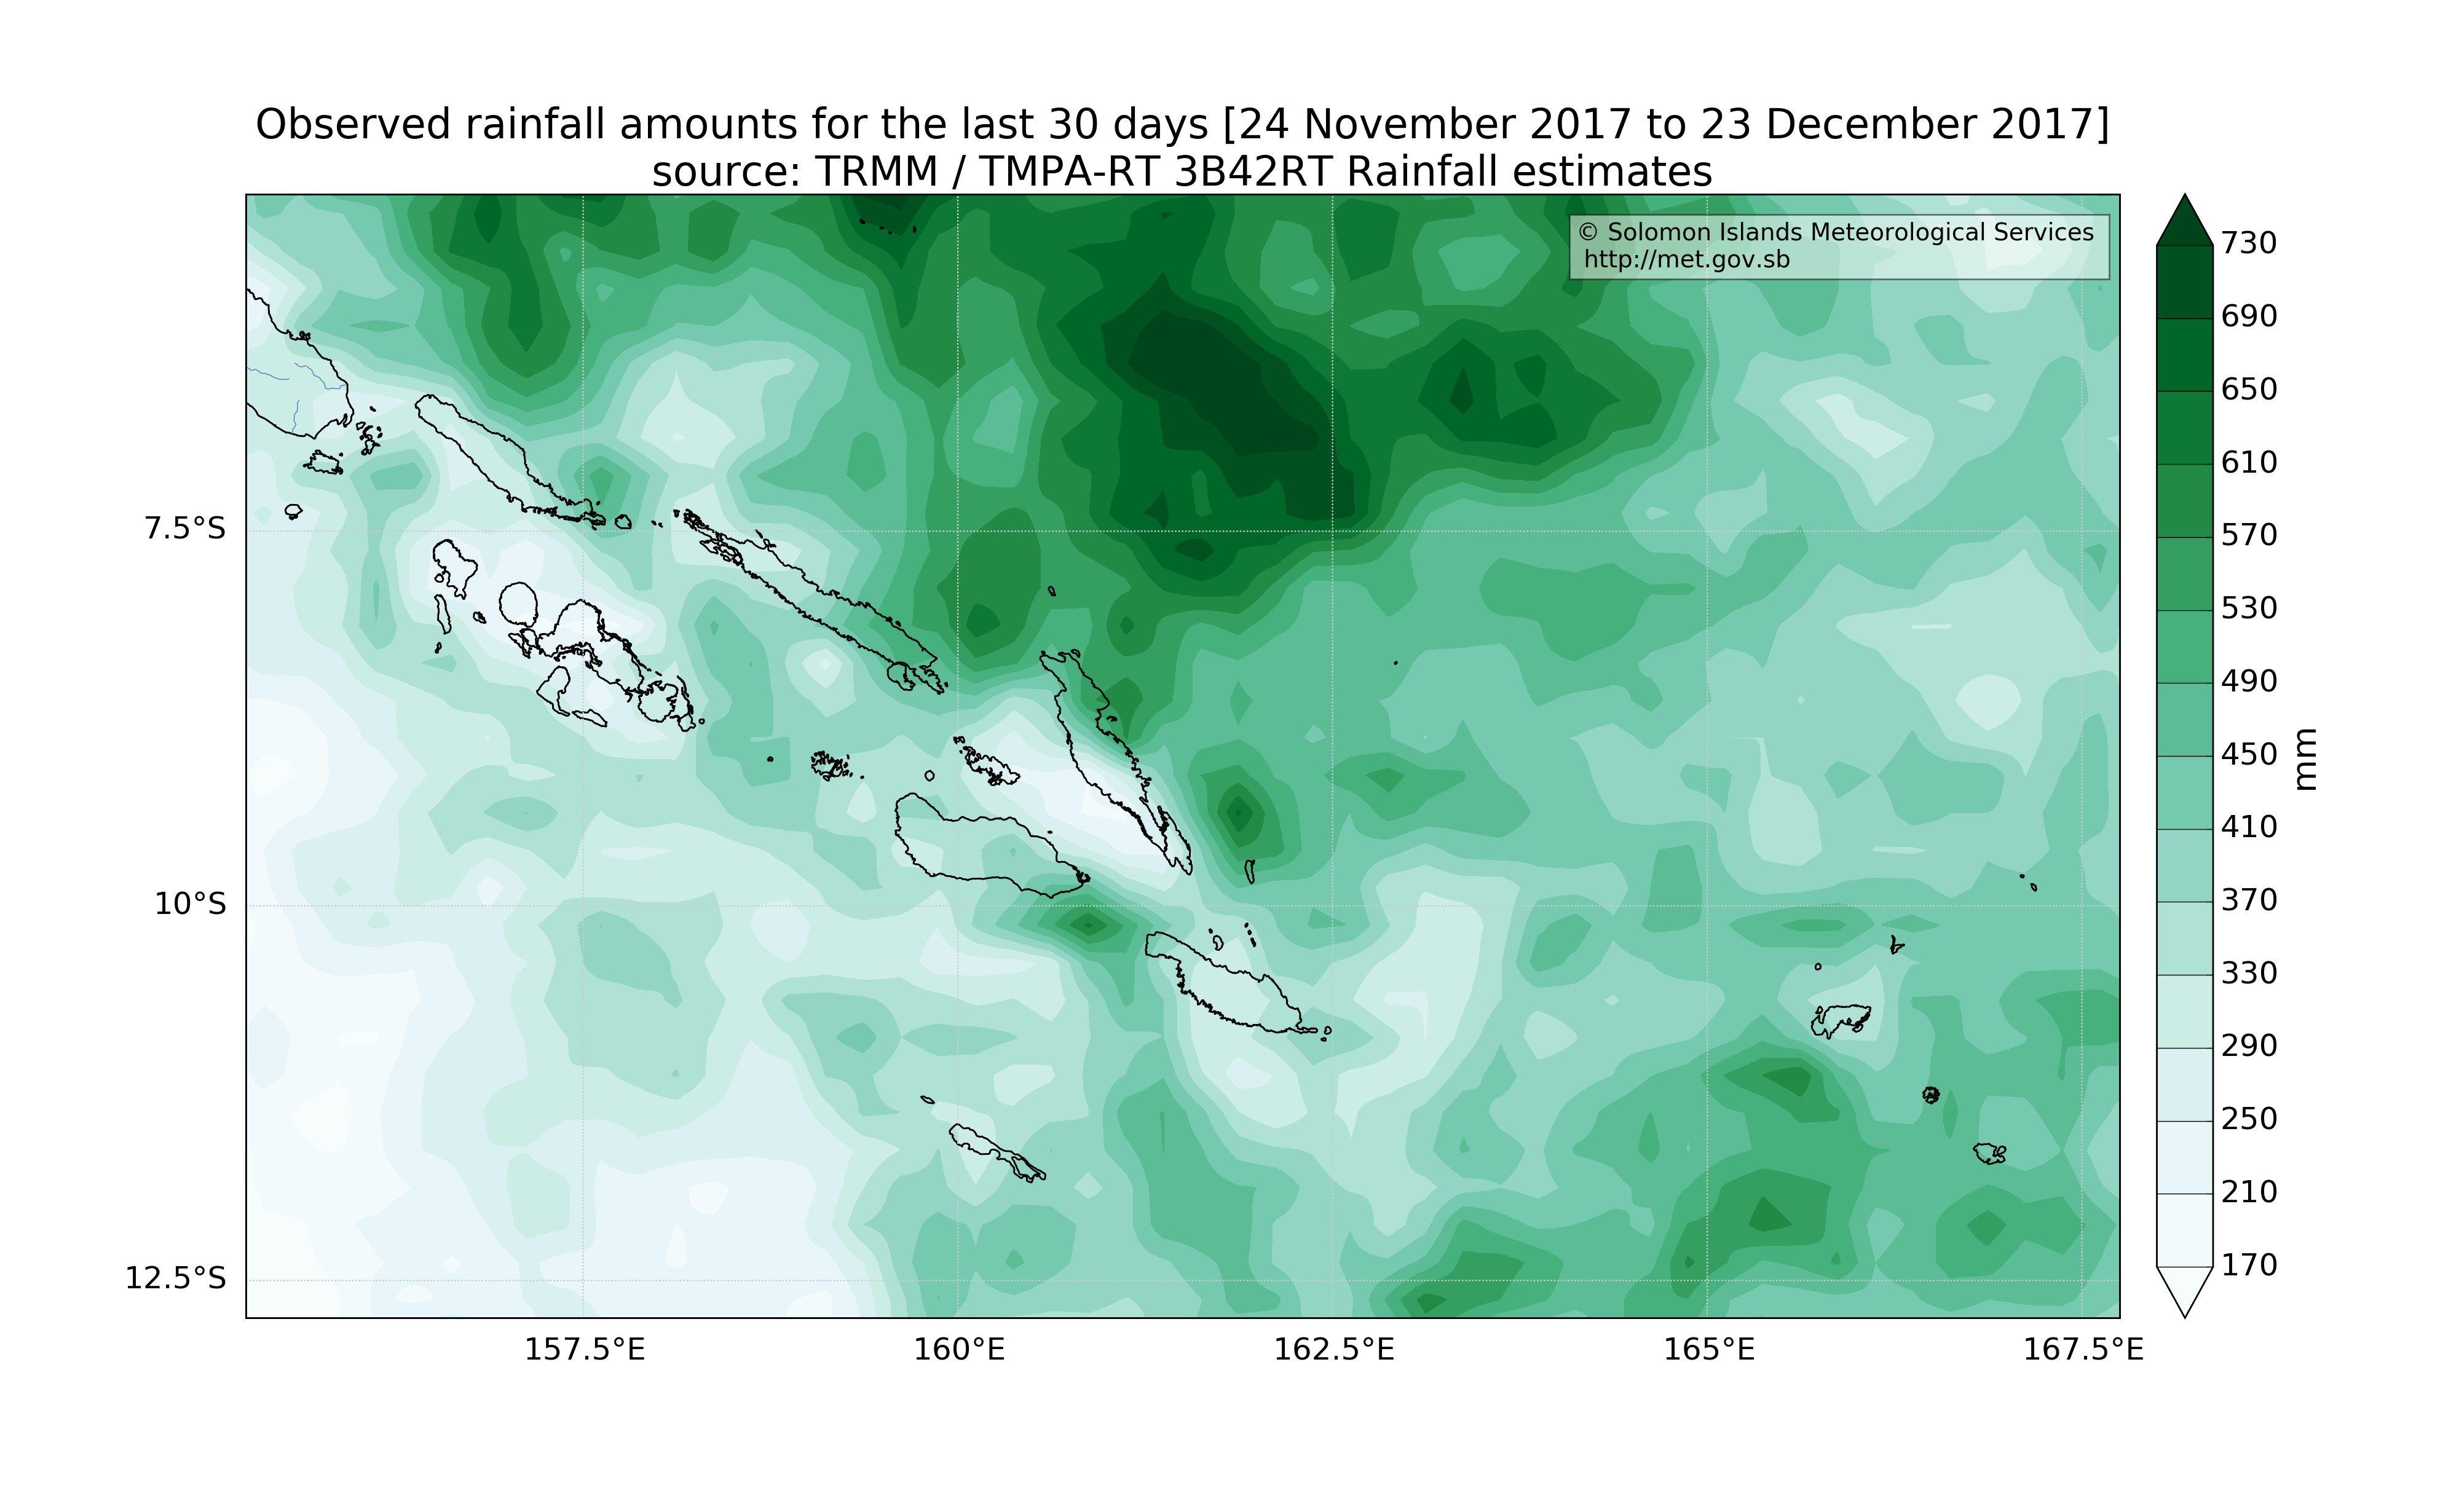 Observed rainfall amounts for the last 30 days [24 November 2017 to 23 December 2017]
source: TRMM / TMPA-RT 3B42RT Rainfall estimates
© Solomon Islands Meteorological Services
http://met.gov.sb
7.5°S
10°S
12.5°S
157.5°E
160°E
162.5°E
165°E
167.5°E
730
690
650
610
570
530
490
450
410
370
330
290
250
210
170
mm